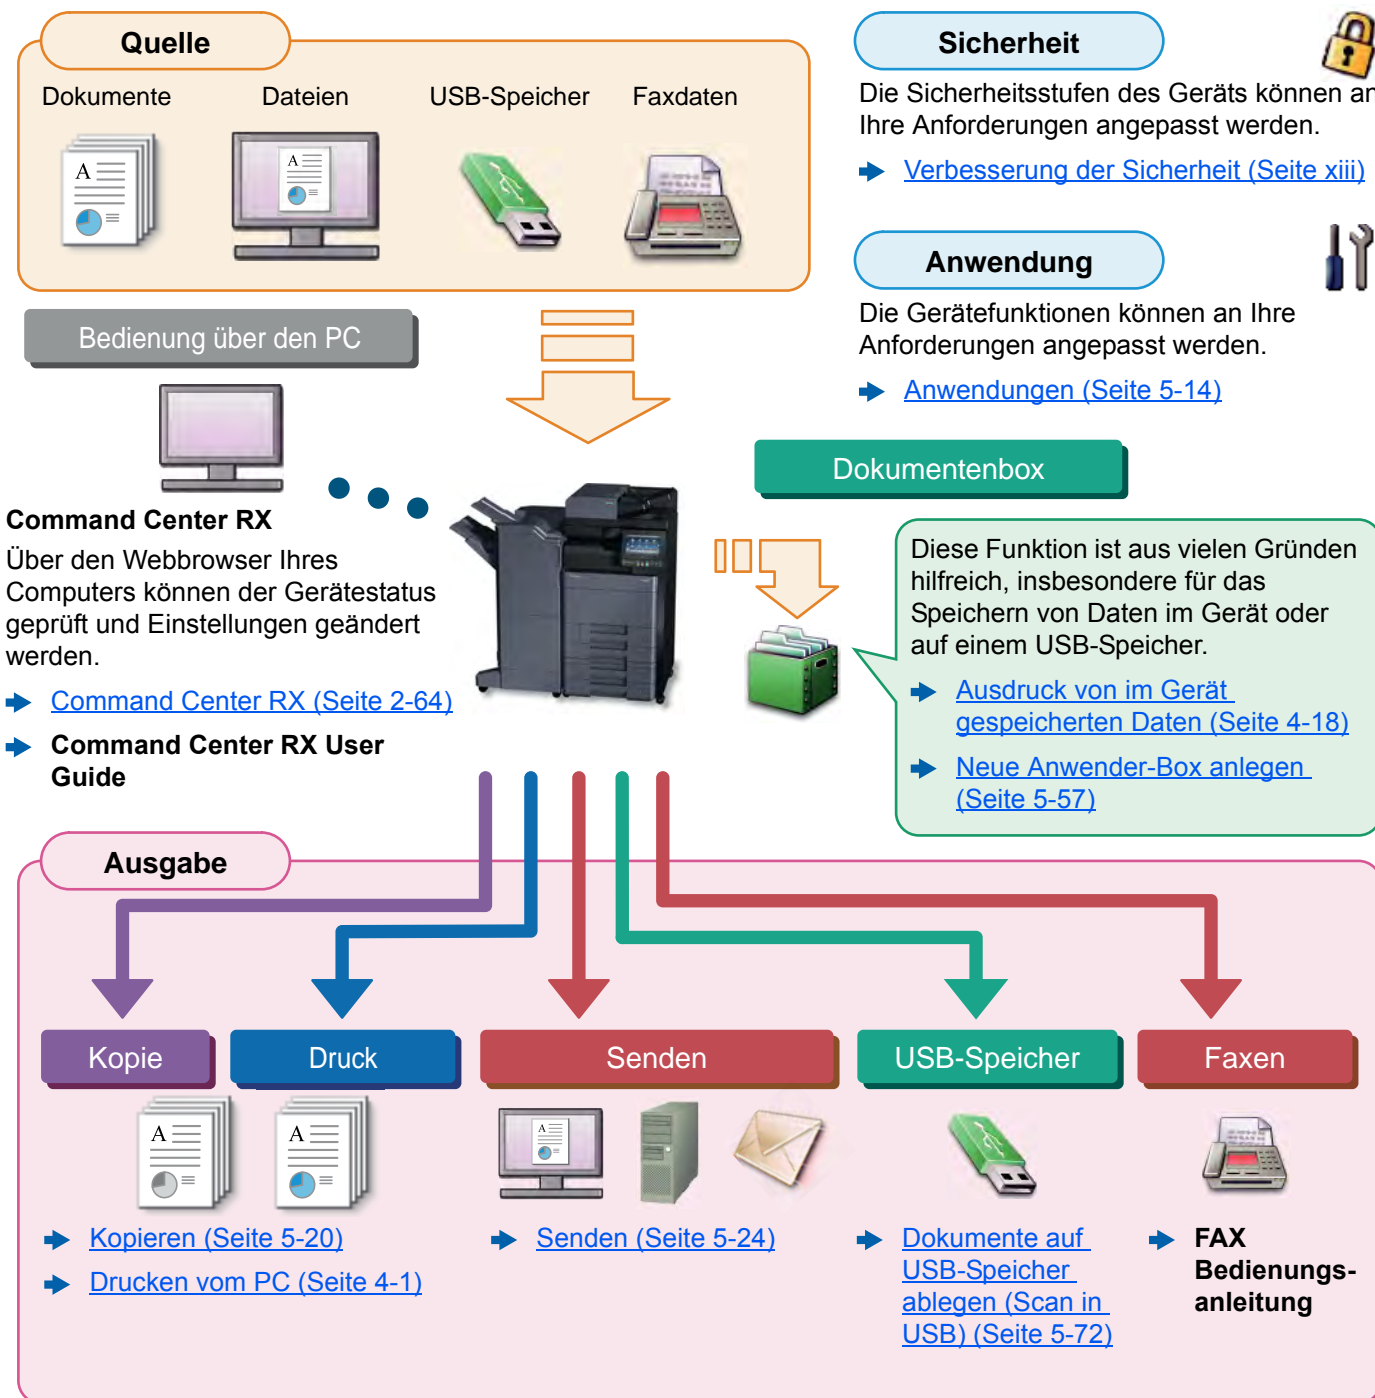 Quelle
Dokumente
Dateien
USB-Speicher
Faxdaten
A
A
Sicherheit
Die Sicherheitsstufen des Geräts können an
Ihre Anforderungen angepasst werden.
Verbesserung der Sicherheit (Seite xiii)
Anwendung
Die Gerätefunktionen können an Ihre
Anforderungen angepasst werden.
Anwendungen (Seite 5-14)
Bedienung über den PC
Command Center RX
Über den Webbrowser Ihres
Computers können der Gerätestatus
geprüft und Einstellungen geändert
werden.
Command Center RX (Seite 2-64)
Command Center RX User
Guide
Dokumentenbox
Diese Funktion ist aus vielen Gründen
hilfreich, insbesondere für das
Speichern von Daten im Gerät oder
auf einem USB-Speicher.
Ausdruck von im Gerät
gespeicherten Daten (Seite 4-18)
Neue Anwender-Box anlegen
(Seite 5-57)
Ausgabe
Kopie
Druck
Senden
USB-Speicher
Faxen
A
A
A
Kopieren (Seite 5-20)
Drucken vom PC (Seite 4-1)
Senden (Seite 5-24)
Dokumente auf
USB-Speicher
ablegen (Scan in
USB) (Seite 5-72)
FAX
Bedienungs-
anleitung